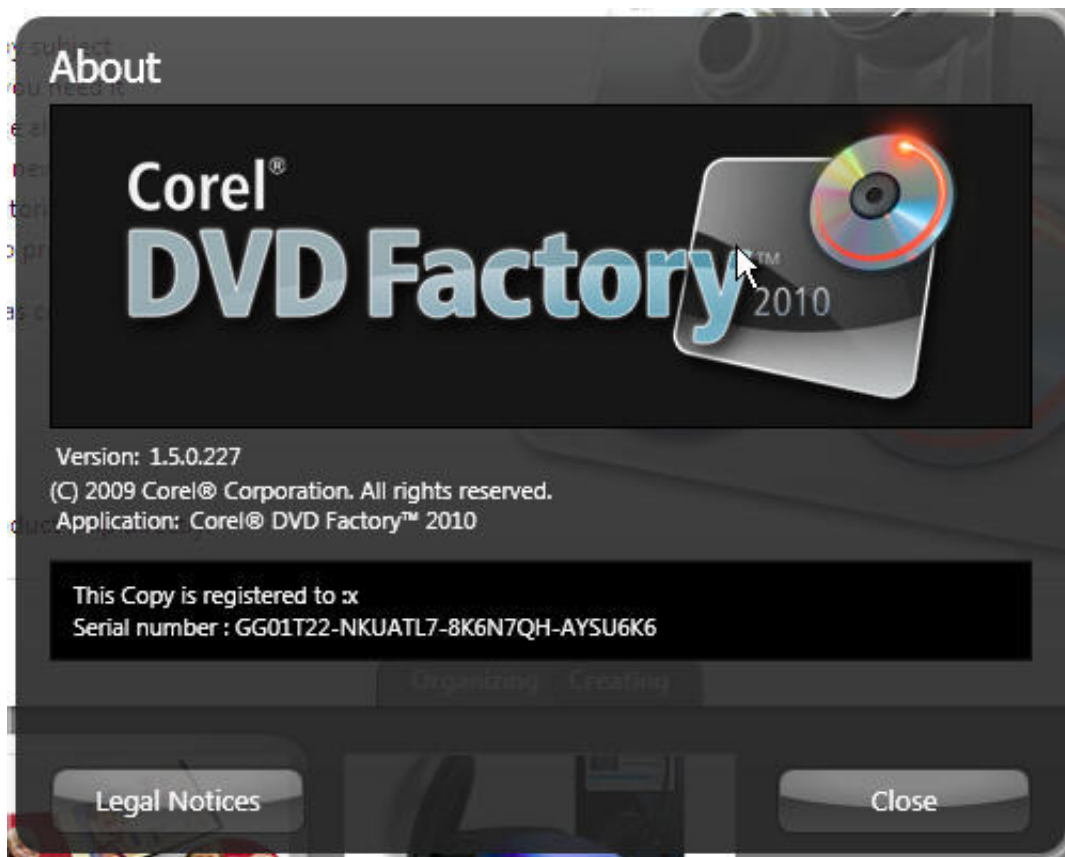 About
Corel®
DVD Factory™
2010
Version: 1.5.0.227
(C) 2009 Corel® Corporation. All rights reserved.
Application: Corel® DVD Factory™ 2010
This Copy is registered to :x
Serial number : GG01T22-NKUATL7-8K6N7QH-AYSU6K6
Organizing Creating
Legal Notices
Close